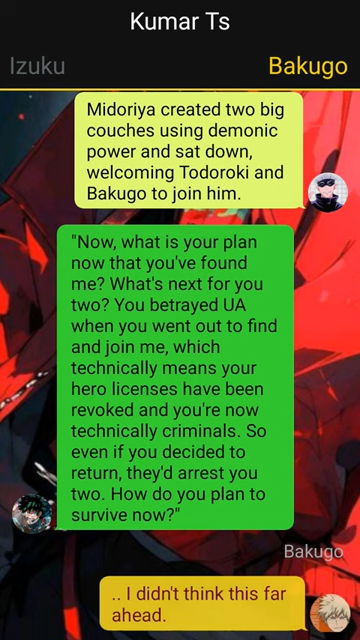 Kumar Ts
Izuku
Bakugo
Midoriya created two big
couches using demonic
power and sat down,
welcoming Todoroki and
Bakugo to join him.
"Now, what is your plan
now that you've found
me? What's next for you
two? You betrayed UA
when you went out to find
and join me, which
technically means your
hero licenses have been
revoked and you're now
technically criminals. So
even if you decided to
return, they'd arrest you
two. How do you plan to
survive now?"
Bakugo
.. I didn't think this far
ahead.